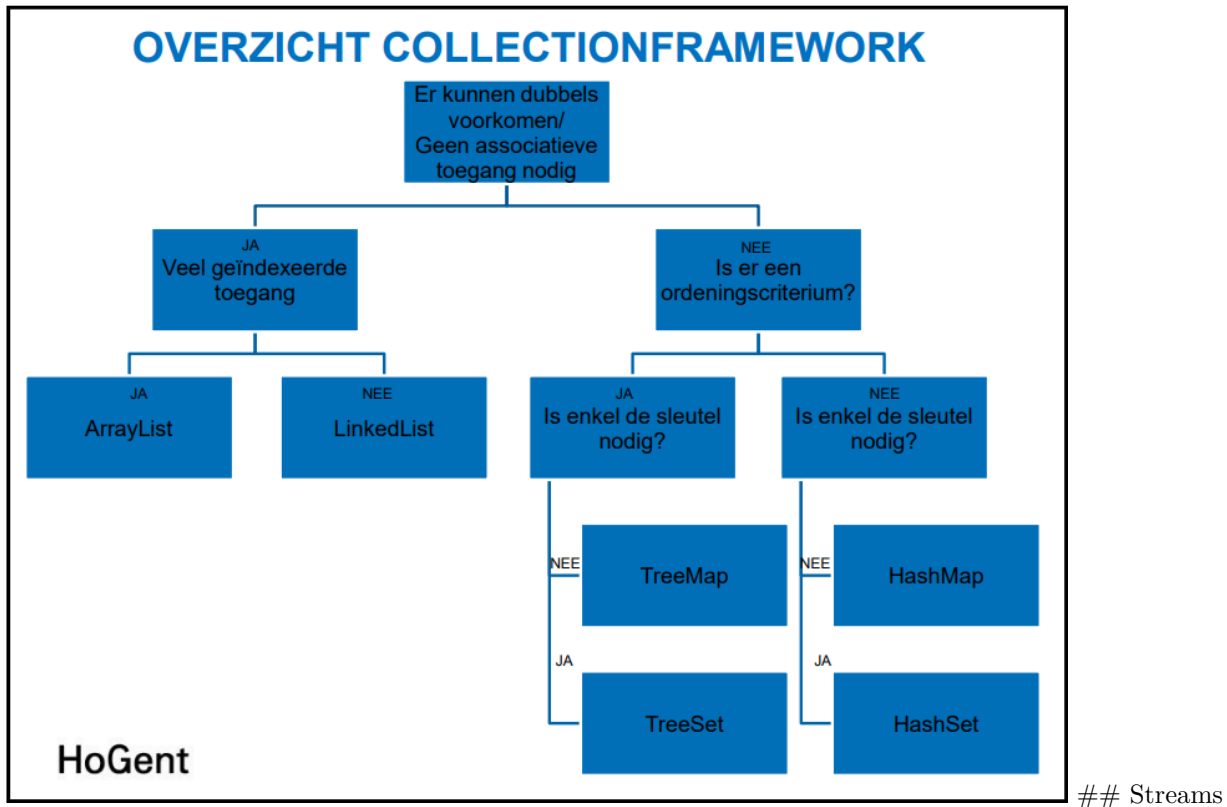 OVERZICHT COLLECTIONFRAMEWORK
Er kunnen dubbels
voorkomen/
Geen associatieve
toegang nodig
JA
Veel geïndexeerde
toegang
NEE
Is er een
ordeningscriterium?
JA
ArrayList
NEE
LinkedList
JA
Is enkel de sleutel
nodig?
NEE
Is enkel de sleutel
nodig?
NEE
TreeMap
NEE
HashMap
JA
TreeSet
JA
HashSet
HoGent
## Streams